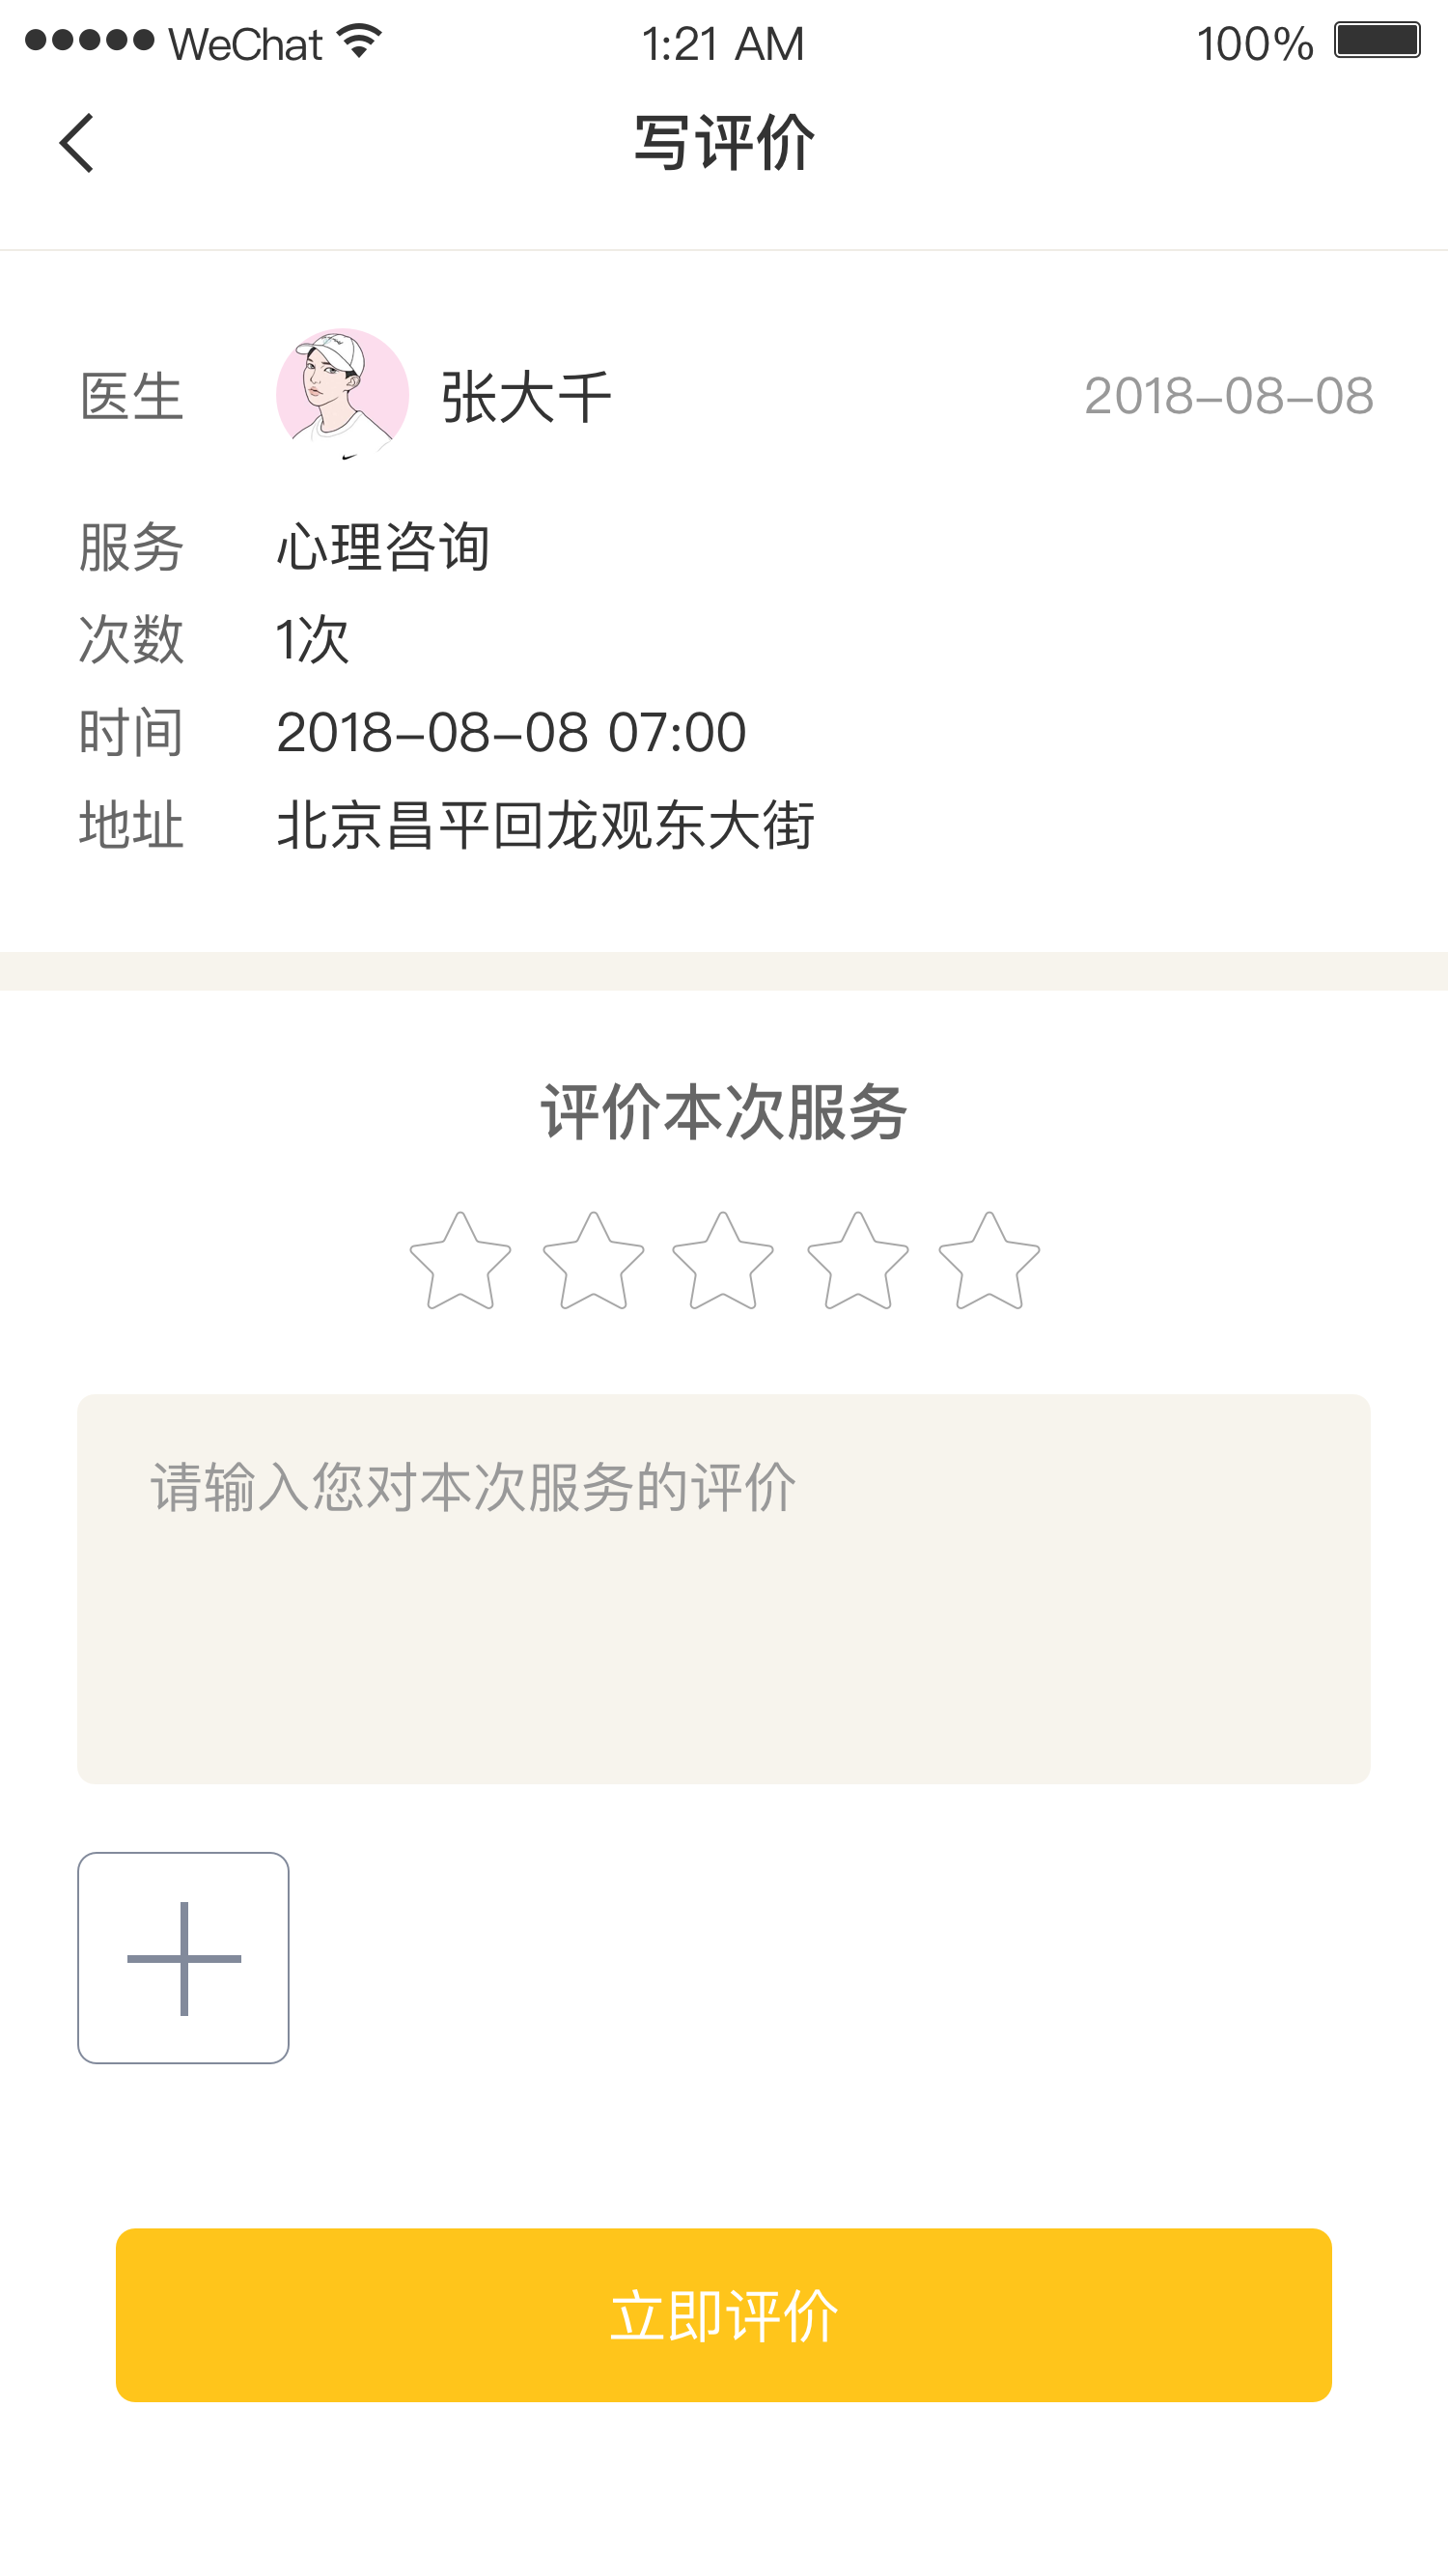 WeChat 1:21 AM 100%
写评价
医生 张大千 2018-08-08
服务 心理咨询
次数 1次
时间 2018-08-08 07:00
地址 北京昌平回龙观东大街
评价本次服务
请输入您对本次服务的评价
立即评价